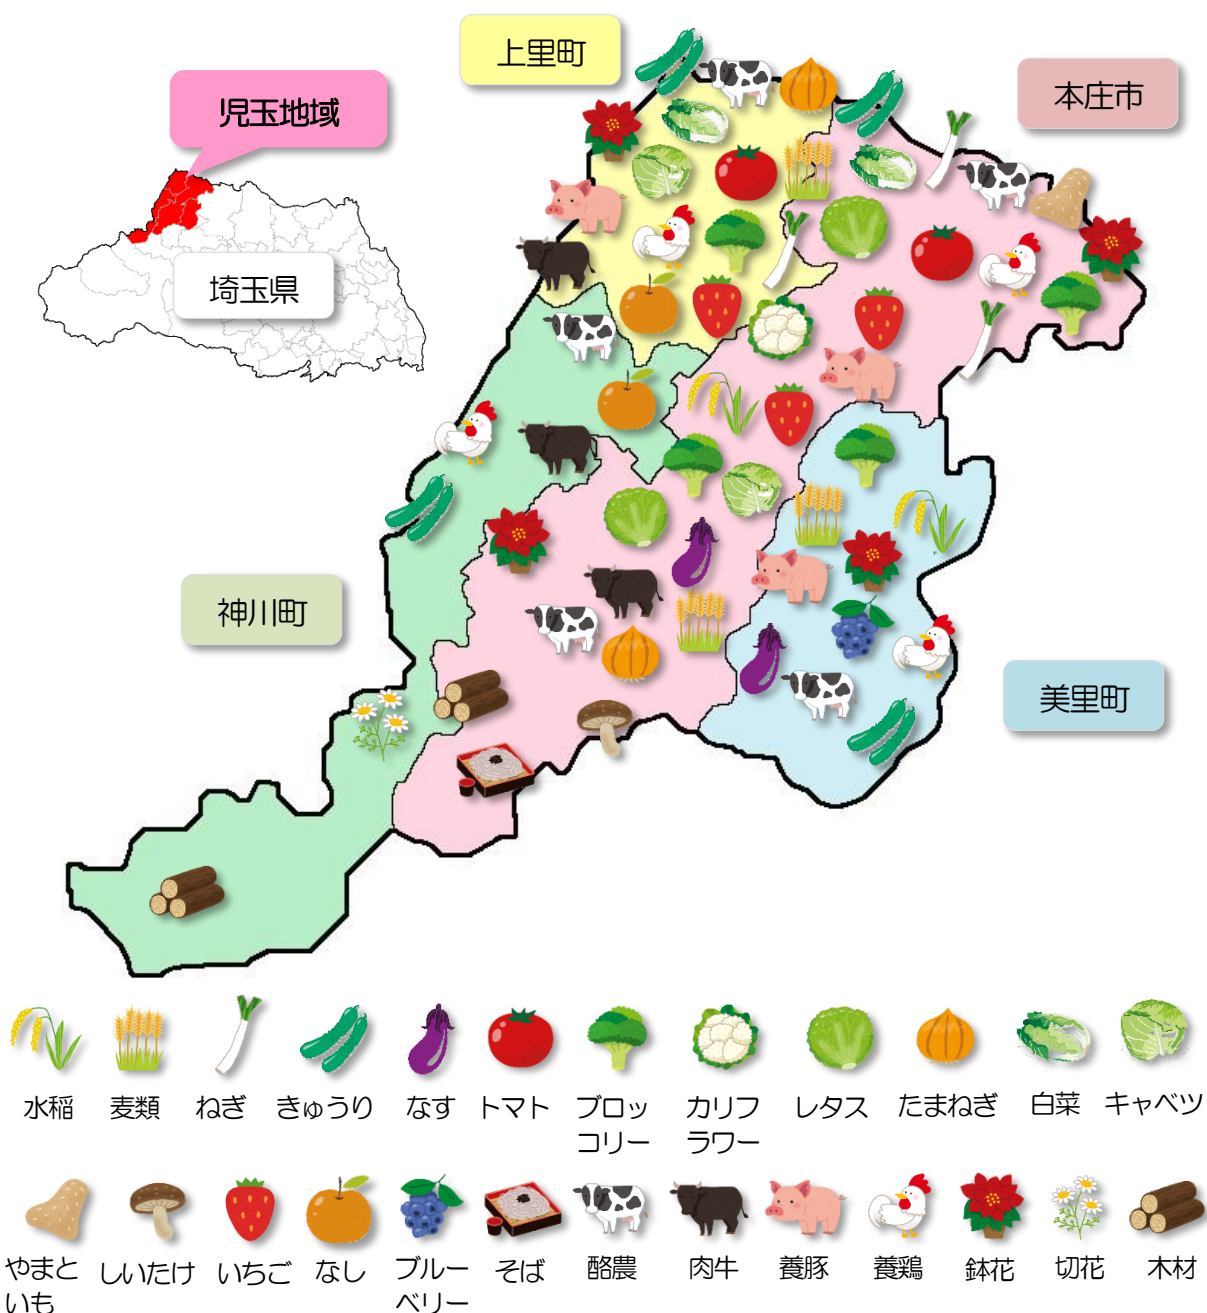 上里町
児玉地域
本庄市
埼玉県
神川町
美里町
水稲
麦類
ねぎ
きゅうり
なす
トマト
ブロッ
コリー
カリフ
ラワー
レタス
たまねぎ
白菜
キャベツ
やまと
いも
しいたけ
いちご
なし
ブルー
ベリー
そば
酪農
肉牛
養豚
養鶏
鉢花
切花
木材